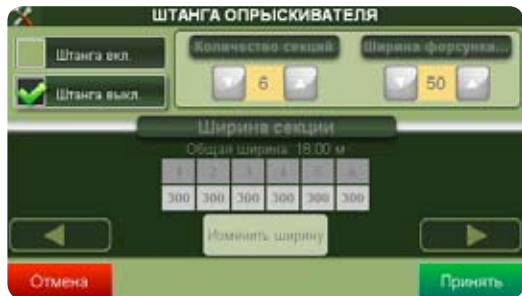 ШТАНГА ОПРЫСКИВАТЕЛЯ
Штанга вкл.
Штанга выкл.
Количество секций
6
Ширина форсунки...
50
Ширина секции
Общая ширина: 18.00 м
1 2 3 4 5 6
300 300 300 300 300 300
Изменить ширину
Отмена
Принять